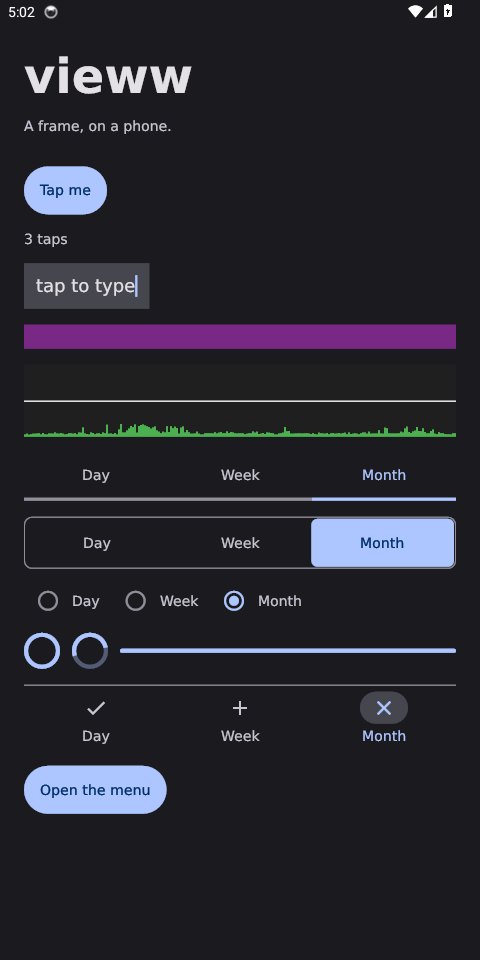 5:02
vieww
A frame, on a phone.
Tap me
3 taps
tap to type
Day Week Month
Day Week Month
Day Week Month
Day Week Month
Open the menu